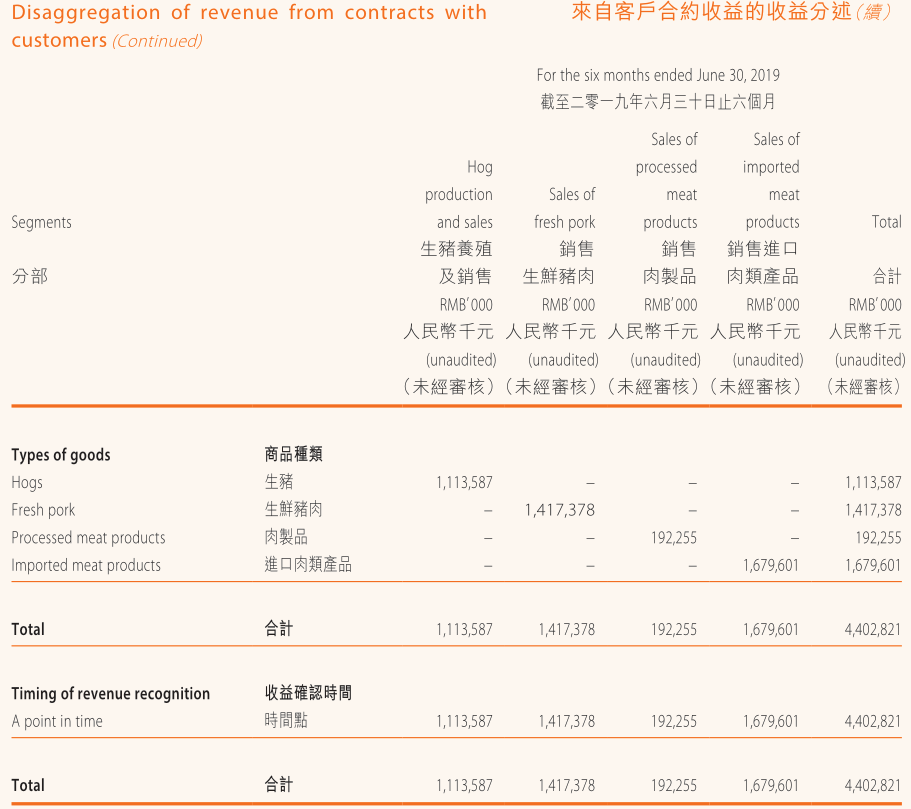 Disaggregation of revenue from contracts with customers (Continued)
來自客戶合約收益的收益分述（續）
For the six months ended June 30, 2019
截至二零一九年六月三十日止六個月
Sales of Sales of
Hog processed imported
production Sales of meat meat
Segments and sales fresh pork products products Total
生豬養殖 銷售 銷售 銷售進口
分部 及銷售 生鮮豬肉 肉製品 肉類產品 合計
RMB'000 RMB'000 RMB'000 RMB'000 RMB'000
人民幣千元 人民幣千元 人民幣千元 人民幣千元 人民幣千元
(unaudited) (unaudited) (unaudited) (unaudited) (unaudited)
（未經審核） （未經審核） （未經審核） （未經審核） （未經審核）
Types of goods 商品種類
Hogs 生豬 1,113,587 – – – 1,113,587
Fresh pork 生鮮豬肉 – 1,417,378 – – 1,417,378
Processed meat products 肉製品 – – 192,255 – 192,255
Imported meat products 進口肉類產品 – – – 1,679,601 1,679,601
Total 合計 1,113,587 1,417,378 192,255 1,679,601 4,402,821
Timing of revenue recognition 收益確認時間
A point in time 時間點 1,113,587 1,417,378 192,255 1,679,601 4,402,821
Total 合計 1,113,587 1,417,378 192,255 1,679,601 4,402,821